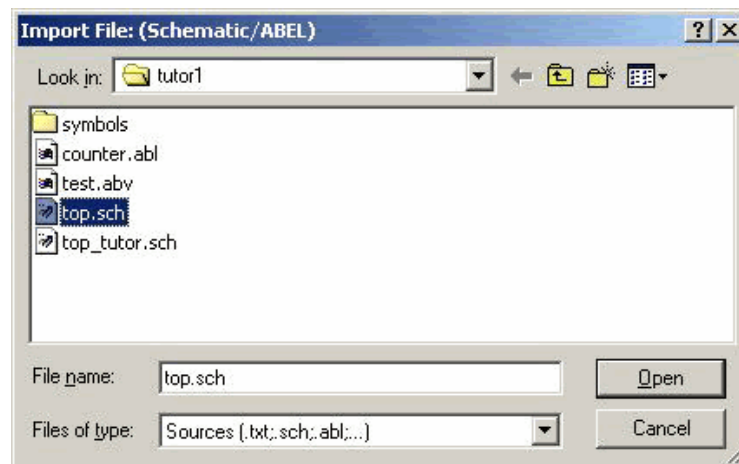 Import File: (Schematic/ABEL)
Look in: tutor1
symbols
counter.abl
test.abv
top.sch
top_tutor.sch
File name: top.sch Open
Files of type: Sources (.txt;.sch;.abl;...) Cancel